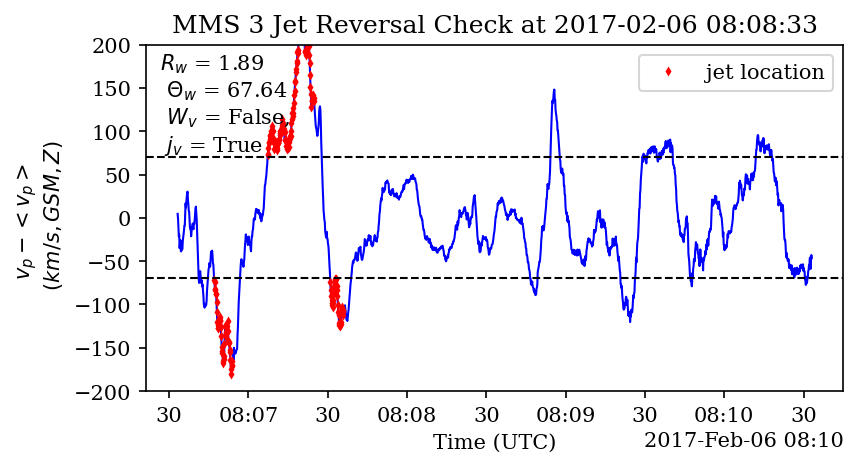 MMS 3 Jet Reversal Check at 2017-02-06 08:08:33
R_w = 1.89
Θ_w = 67.64
W_v = False,
j_v = True
jet location
v_p − < v_p >
(km/s, GSM, Z)
200
150
100
50
0
−50
−100
−150
−200
30 08:07 30 08:08 30 08:09 30 08:10 30
Time (UTC)
2017-Feb-06 08:10